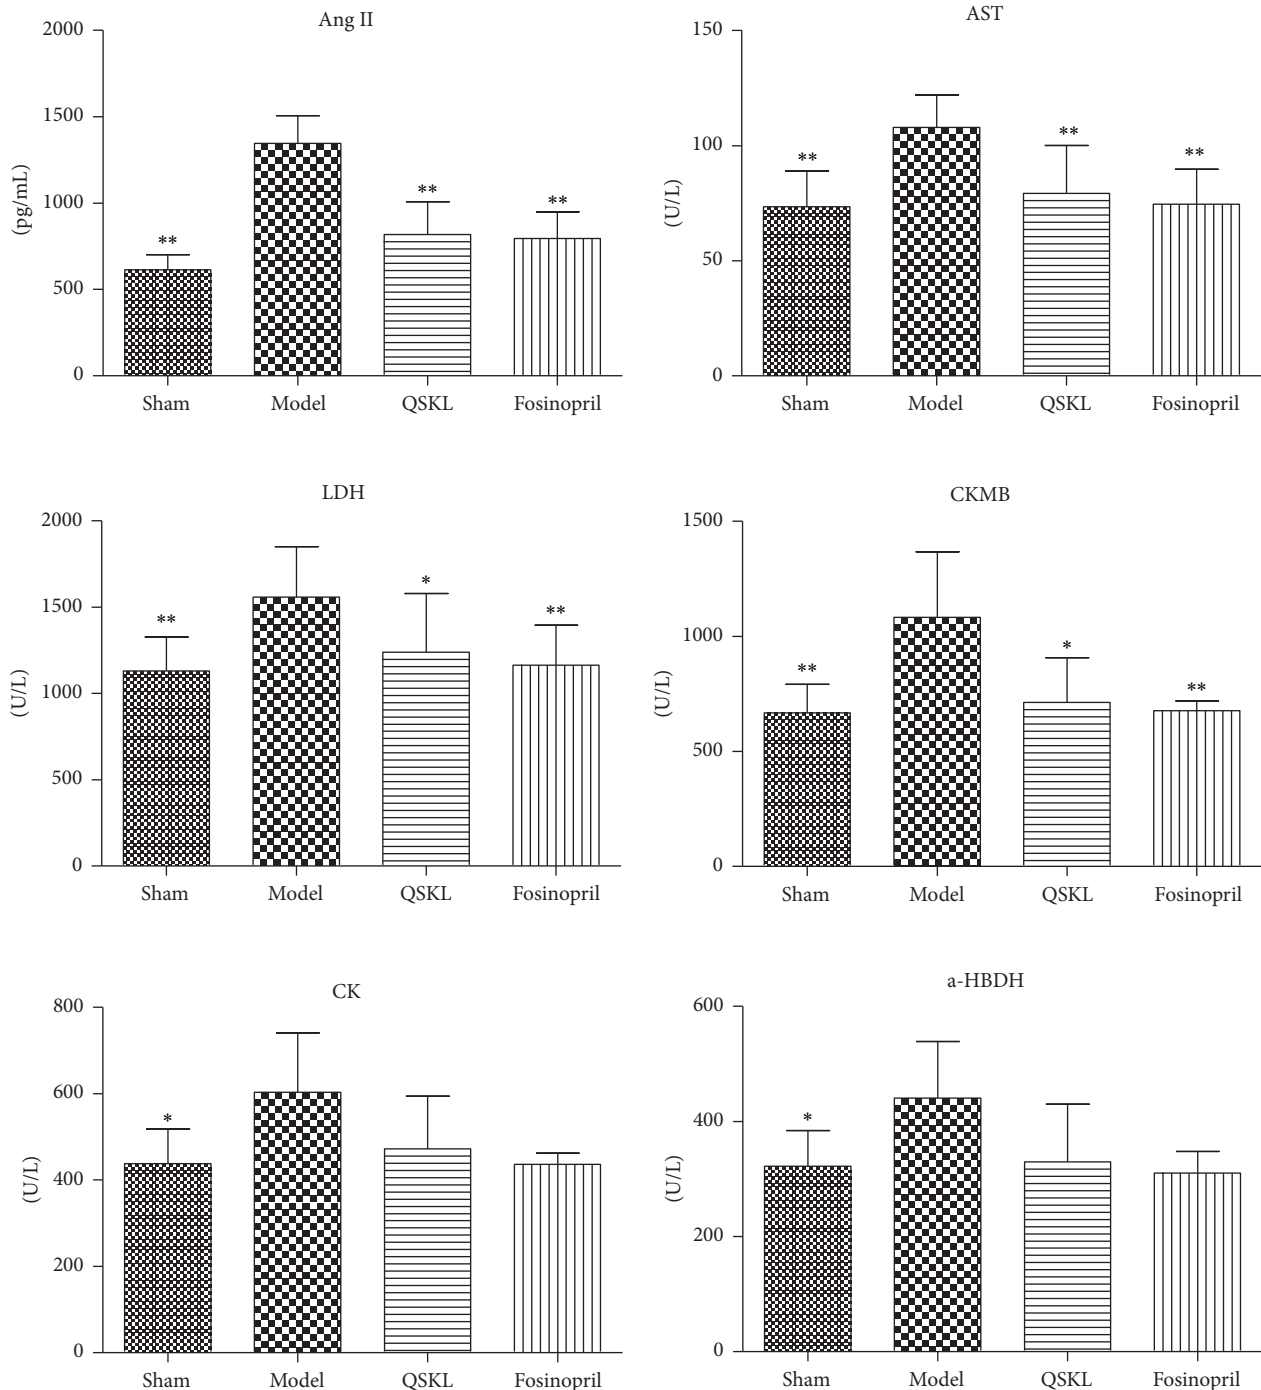 Ang II
2000
1500
1000
500
0
(pg/mL)
**
**
**
Sham Model QSKL Fosinopril
AST
150
100
50
0
(U/L)
**
**
**
Sham Model QSKL Fosinopril
LDH
2000
1500
1000
500
0
(U/L)
**
*
**
Sham Model QSKL Fosinopril
CKMB
1500
1000
500
0
(U/L)
**
*
**
Sham Model QSKL Fosinopril
CK
800
600
400
200
0
(U/L)
*
Sham Model QSKL Fosinopril
a-HBDH
600
400
200
0
(U/L)
*
Sham Model QSKL Fosinopril